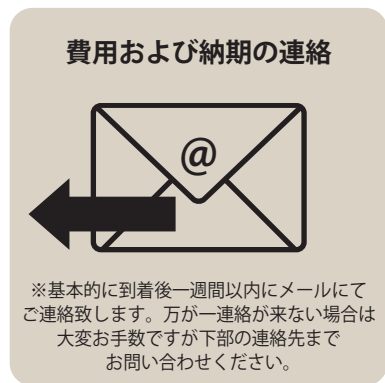 費用および納期の連絡
@
※基本的に到着後一週間以内にメールにて
ご連絡致します。万が一連絡が来ない場合は
大変お手数ですが下部の連絡先まで
お問い合わせください。